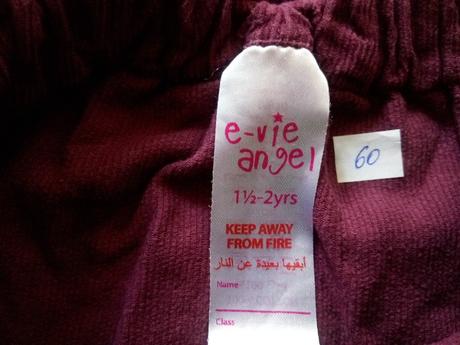 e-vie
angel
1½-2yrs
KEEP AWAY
FROM FIRE
أبقيها بعيدة عن النار
Name
Class
60